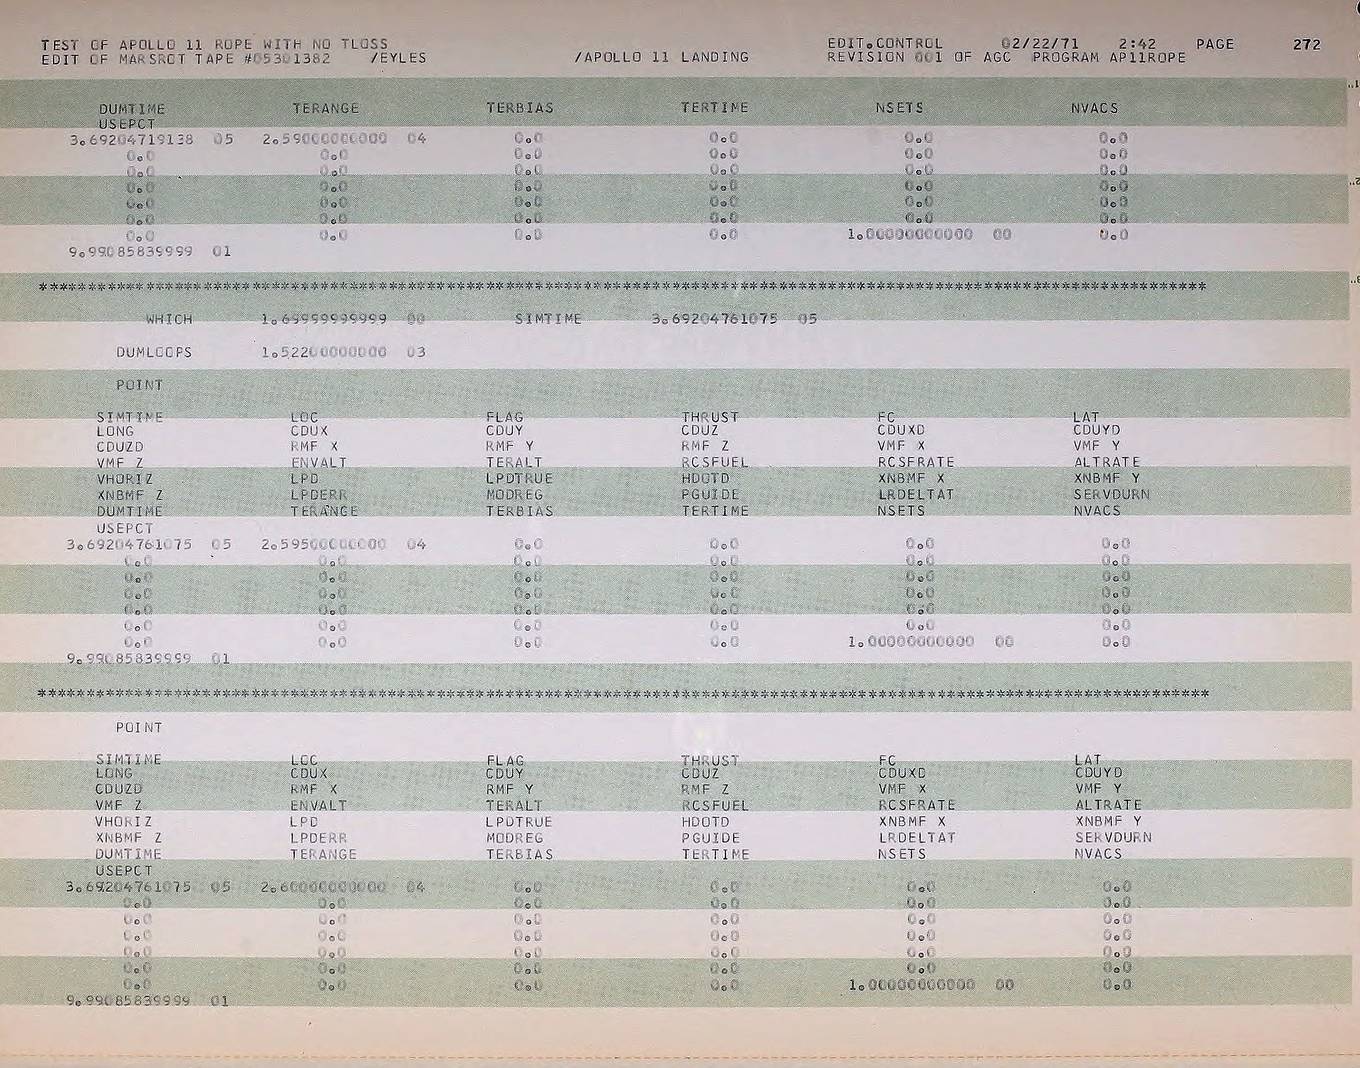 TEST OF APOLLO 11 ROPE WITH NO TLOSS EDIT.CONTROL 02/22/71 2:42 PAGE 272
EDIT OF MARSROT TAPE #05301382 /EYLES /APOLLO 11 LANDING REVISION 001 OF AGC PROGRAM AP11ROPE
DUMTIME TERANGE TERBIAS TERTIME NSETS NVACS
USEPCT
3.69204719138 05 2.59000000000 04 0.0 0.0 0.0 0.0
0.0 0.0 0.0 0.0 0.0 0.0
0.0 0.0 0.0 0.0 0.0 0.0
0.0 0.0 0.0 0.0 0.0 0.0
0.0 0.0 0.0 0.0 0.0 0.0
0.0 0.0 0.0 0.0 0.0 0.0
0.0 0.0 0.0 0.0 1.00000000000 00 0.0
9.99085839999 01
************************************************************************************************************************
WHICH 1.69999999999 00 SIMTIME 3.69204761075 05
DUMLOOPS 1.52200000000 03
POINT
SIMTIME LOC FLAG THRUST FC LAT
LONG CDUX CDUY CDUZ CDUXD CDUYD
CDUZD RMF X RMF Y RMF Z VMF X VMF Y
VMF Z ENVALT TERALT RCSFUEL RCSFRATE ALTRATE
VHORIZ LPD LPDTRUE HDOTD XNBMF X XNBMF Y
XNBMF Z LPDERR MODREG PGUIDE LRDELTAT SERVDURN
DUMTIME TERANGE TERBIAS TERTIME NSETS NVACS
USEPCT
3.69204761075 05 2.59500000000 04 0.0 0.0 0.0 0.0
0.0 0.0 0.0 0.0 0.0 0.0
0.0 0.0 0.0 0.0 0.0 0.0
0.0 0.0 0.0 0.0 0.0 0.0
0.0 0.0 0.0 0.0 0.0 0.0
0.0 0.0 0.0 0.0 0.0 0.0
0.0 0.0 0.0 0.0 1.00000000000 00 0.0
9.99085839999 01
************************************************************************************************************************
POINT
SIMTIME LOC FLAG THRUST FC LAT
LONG CDUX CDUY CDUZ CDUXD CDUYD
CDUZD RMF X RMF Y RMF Z VMF X VMF Y
VMF Z ENVALT TERALT RCSFUEL RCSFRATE ALTRATE
VHORIZ LPD LPDTRUE HDOTD XNBMF X XNBMF Y
XNBMF Z LPDERR MODREG PGUIDE LRDELTAT SERVDURN
DUMTIME TERANGE TERBIAS TERTIME NSETS NVACS
USEPCT
3.69204761075 05 2.60000000000 04 0.0 0.0 0.0 0.0
0.0 0.0 0.0 0.0 0.0 0.0
0.0 0.0 0.0 0.0 0.0 0.0
0.0 0.0 0.0 0.0 0.0 0.0
0.0 0.0 0.0 0.0 0.0 0.0
0.0 0.0 0.0 0.0 0.0 0.0
0.0 0.0 0.0 0.0 1.00000000000 00 0.0
9.99085839999 01